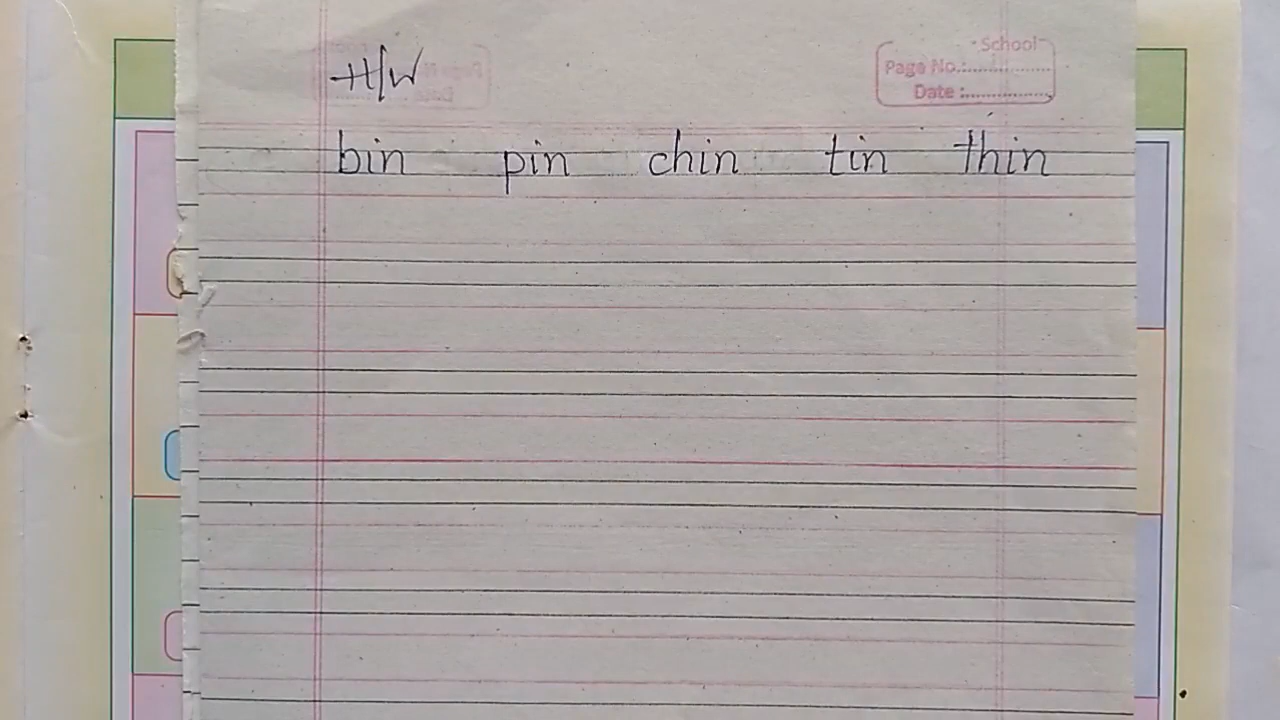 H/W
School
Page No.:..................
Date :...................
bin pin chin tin thin